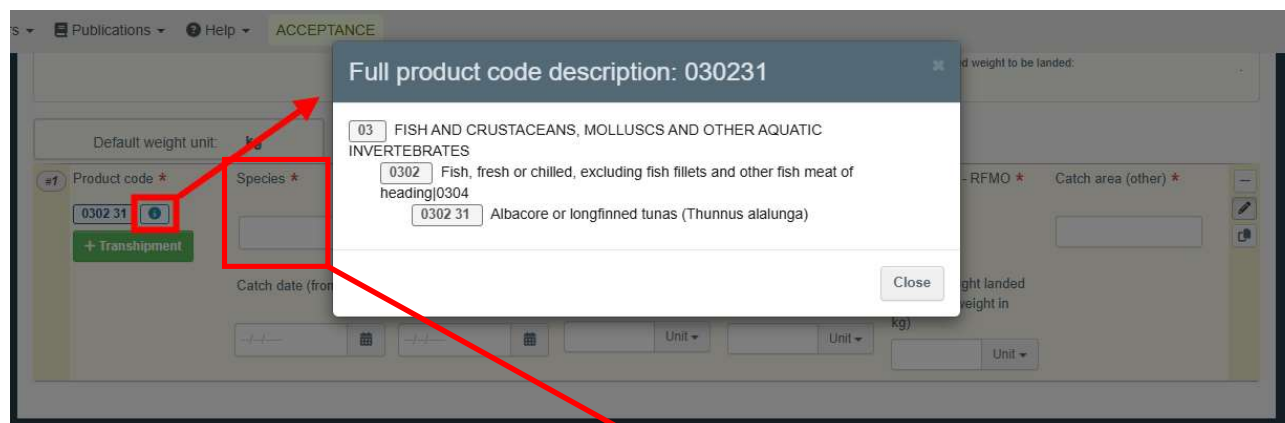 s Publications Help ACCEPTANCE
Full product code description: 030231
d weight to be landed:
03 FISH AND CRUSTACEANS, MOLLUSCS AND OTHER AQUATIC
INVERTEBRATES
0302 Fish, fresh or chilled, excluding fish fillets and other fish meat of
heading|0304
0302 31 Albacore or longfinned tunas (Thunnus alalunga)
Close
Default weight unit: kg
#1 Product code * Species * - RFMO * Catch area (other) *
0302 31
+ Transhipment
Catch date (from ght landed
weight in
kg)
--/--/---- --/--/---- Unit Unit
Unit